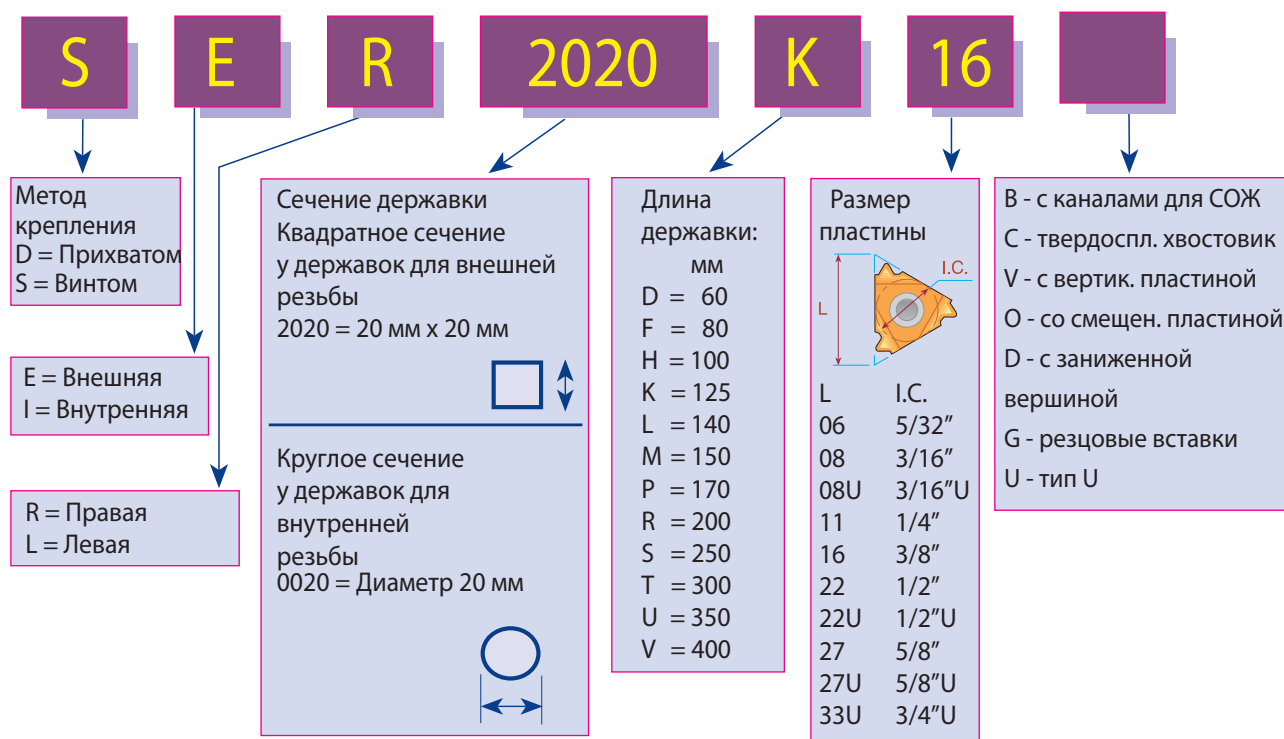 S E R 2020 K 16
Метод
крепления
D = Прихватом
S = Винтом
E = Внешняя
I = Внутренняя
R = Правая
L = Левая
Сечение державки
Квадратное сечение
у державок для внешней
резьбы
2020 = 20 мм x 20 мм
Круглое сечение
у державок для
внутренней
резьбы
0020 = Диаметр 20 мм
Длина
державки:
мм
D = 60
F = 80
H = 100
K = 125
L = 140
M = 150
P = 170
R = 200
S = 250
T = 300
U = 350
V = 400
Размер
пластины
I.C.
L
L I.C.
06 5/32”
08 3/16”
08U 3/16”U
11 1/4”
16 3/8”
22 1/2”
22U 1/2”U
27 5/8”
27U 5/8”U
33U 3/4”U
B - с каналами для СОЖ
C - твердоспл. хвостовик
V - с вертик. пластиной
O - со смещен. пластиной
D - с заниженной
вершиной
G - резцовые вставки
U - тип U